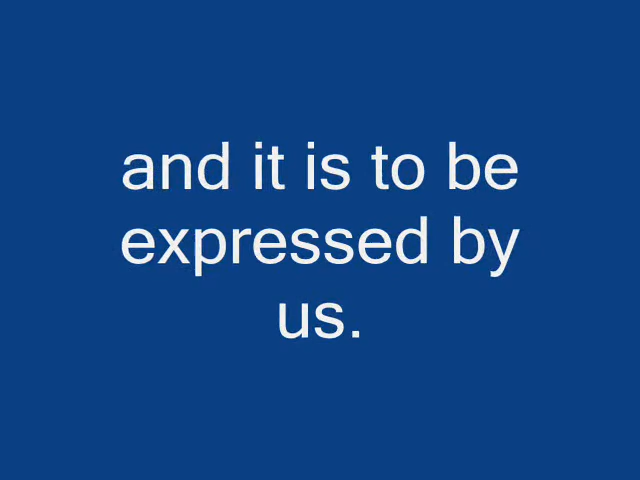 and it is to be
expressed by
us.